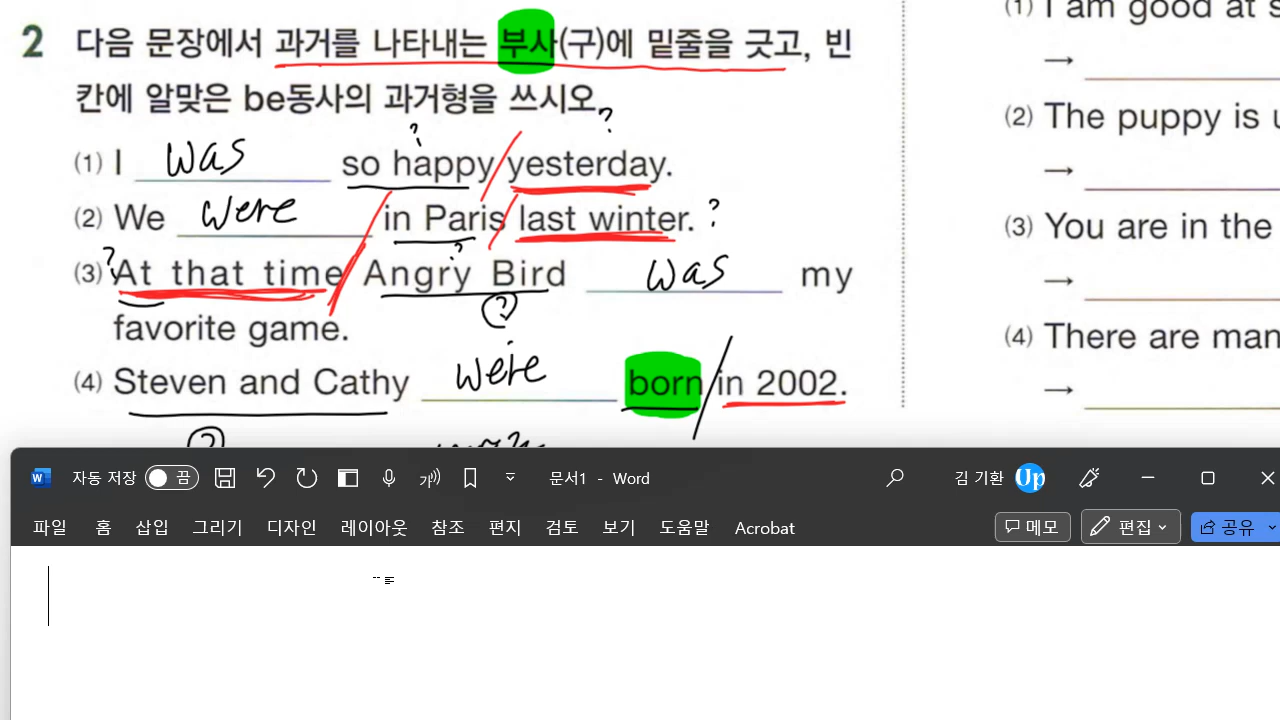 2 다음 문장에서 과거를 나타내는 부사(구)에 밑줄을 긋고, 빈
칸에 알맞은 be동사의 과거형을 쓰시오.
(1) I was so happy yesterday.
(2) We were in Paris last winter.
(3) At that time Angry Bird was my
favorite game.
(4) Steven and Cathy were born in 2002.
(1) I am good at s
→
(2) The puppy is u
→
(3) You are in the
→
(4) There are man
→
자동 저장 끔 가 문서1 - Word 김 기환 Up
파일 홈 삽입 그리기 디자인 레이아웃 참조 편지 검토 보기 도움말 Acrobat 메모 편집 공유